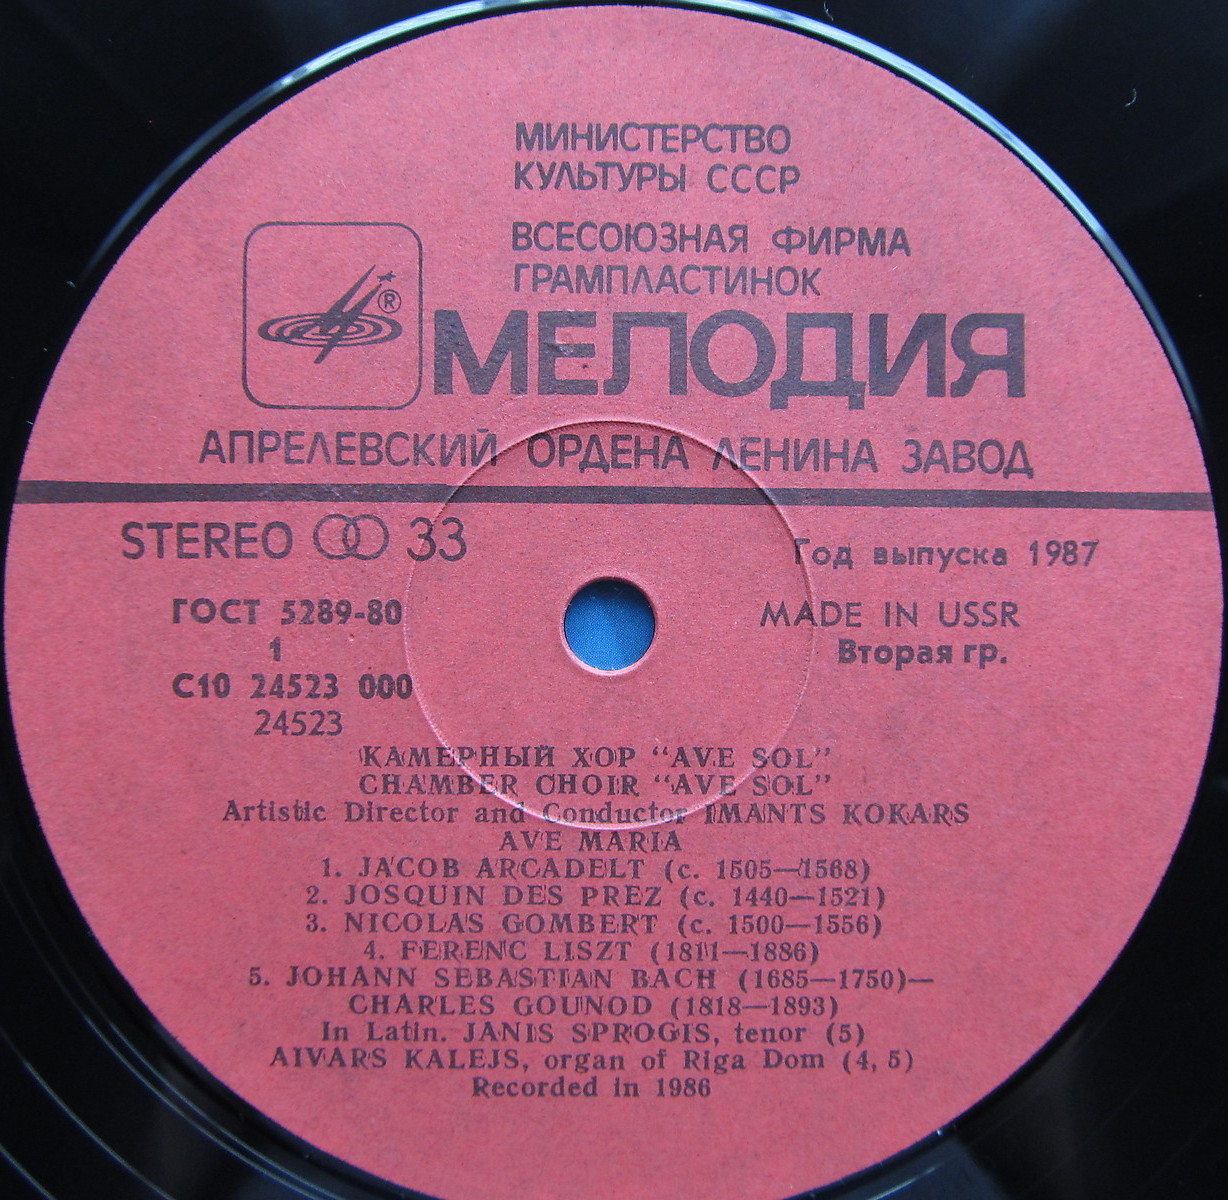 МИНИСТЕРСТВО
КУЛЬТУРЫ СССР
ВСЕСОЮЗНАЯ ФИРМА
ГРАМПЛАСТИНОК
®
МЕЛОДИЯ
АПРЕЛЕВСКИЙ ОРДЕНА ЛЕНИНА ЗАВОД
STEREO 33
Год выпуска 1987
ГОСТ 5289-80
MADE IN USSR
1
Вторая гр.
С10 24523 000
24523
КАМЕРНЫЙ ХОР “AVE SOL”
CHAMBER CHOIR “AVE SOL”
Artistic Director and Conductor IMANTS KOKARS
AVE MARIA
1. JACOB ARCADELT (c. 1505—1568)
2. JOSQUIN DES PREZ (c. 1440—1521)
3. NICOLAS GOMBERT (c. 1500—1556)
4. FERENC LISZT (1811—1886)
5. JOHANN SEBASTIAN BACH (1685—1750)—
CHARLES GOUNOD (1818—1893)
In Latin. JANIS SPROGIS, tenor (5)
AIVARS KALEJS, organ of Riga Dom (4, 5)
Recorded in 1986